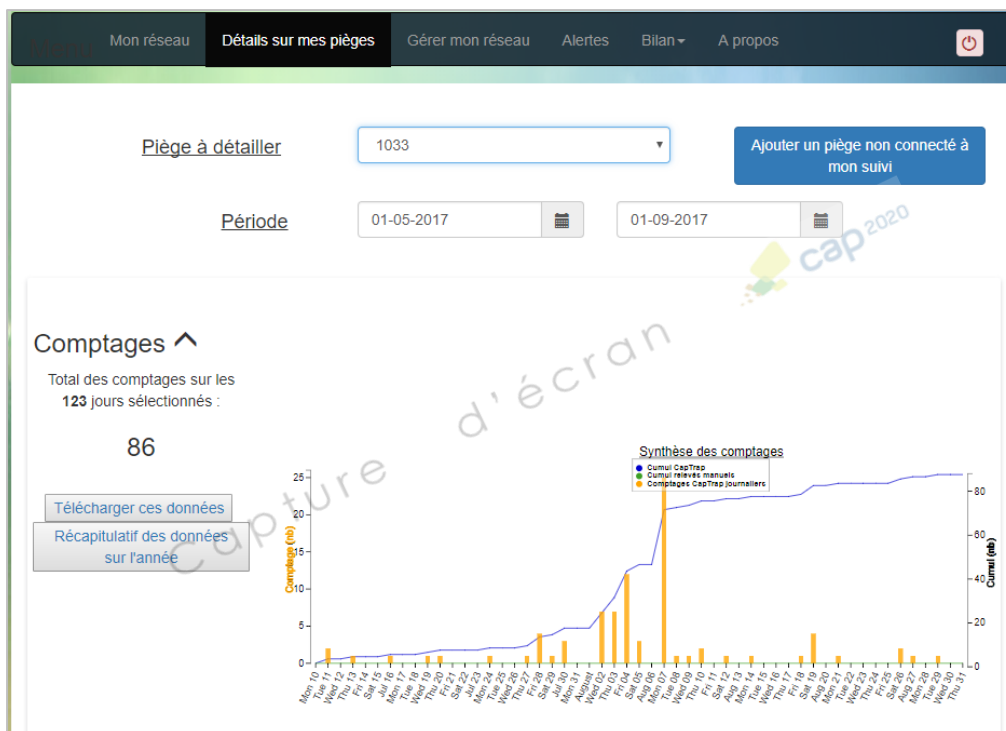 Menu
Mon réseau
Détails sur mes pièges
Gérer mon réseau
Alertes
Bilan
A propos
Piège à détailler
1033
Ajouter un piège non connecté à
mon suivi
Période
01-05-2017
01-09-2017
cap2020
Comptages
Total des comptages sur les
123 jours sélectionnés :
86
Télécharger ces données
Récapitulatif des données
sur l'année
Capture d'écran
Synthèse des comptages
Cumul CapTrap
Cumul relevés manuels
Comptages CapTrap journaliers
Comptage (nb)
25
20
15
10
5
0
Cumul (nb)
80
60
40
20
0
Mon 10
Tue 11
Wed 12
Thu 13
Fri 14
Sat 15
Jul 16
Mon 17
Tue 18
Wed 19
Thu 20
Fri 21
Sat 22
Jul 23
Mon 24
Tue 25
Wed 26
Thu 27
Fri 28
Sat 29
Jul 30
Mon 31
August
Wed 02
Thu 03
Fri 04
Sat 05
Aug 06
Mon 07
Tue 08
Wed 09
Thu 10
Fri 11
Sat 12
Aug 13
Mon 14
Tue 15
Wed 16
Thu 17
Fri 18
Sat 19
Aug 20
Mon 21
Tue 22
Wed 23
Thu 24
Fri 25
Sat 26
Aug 27
Mon 28
Tue 29
Wed 30
Thu 31